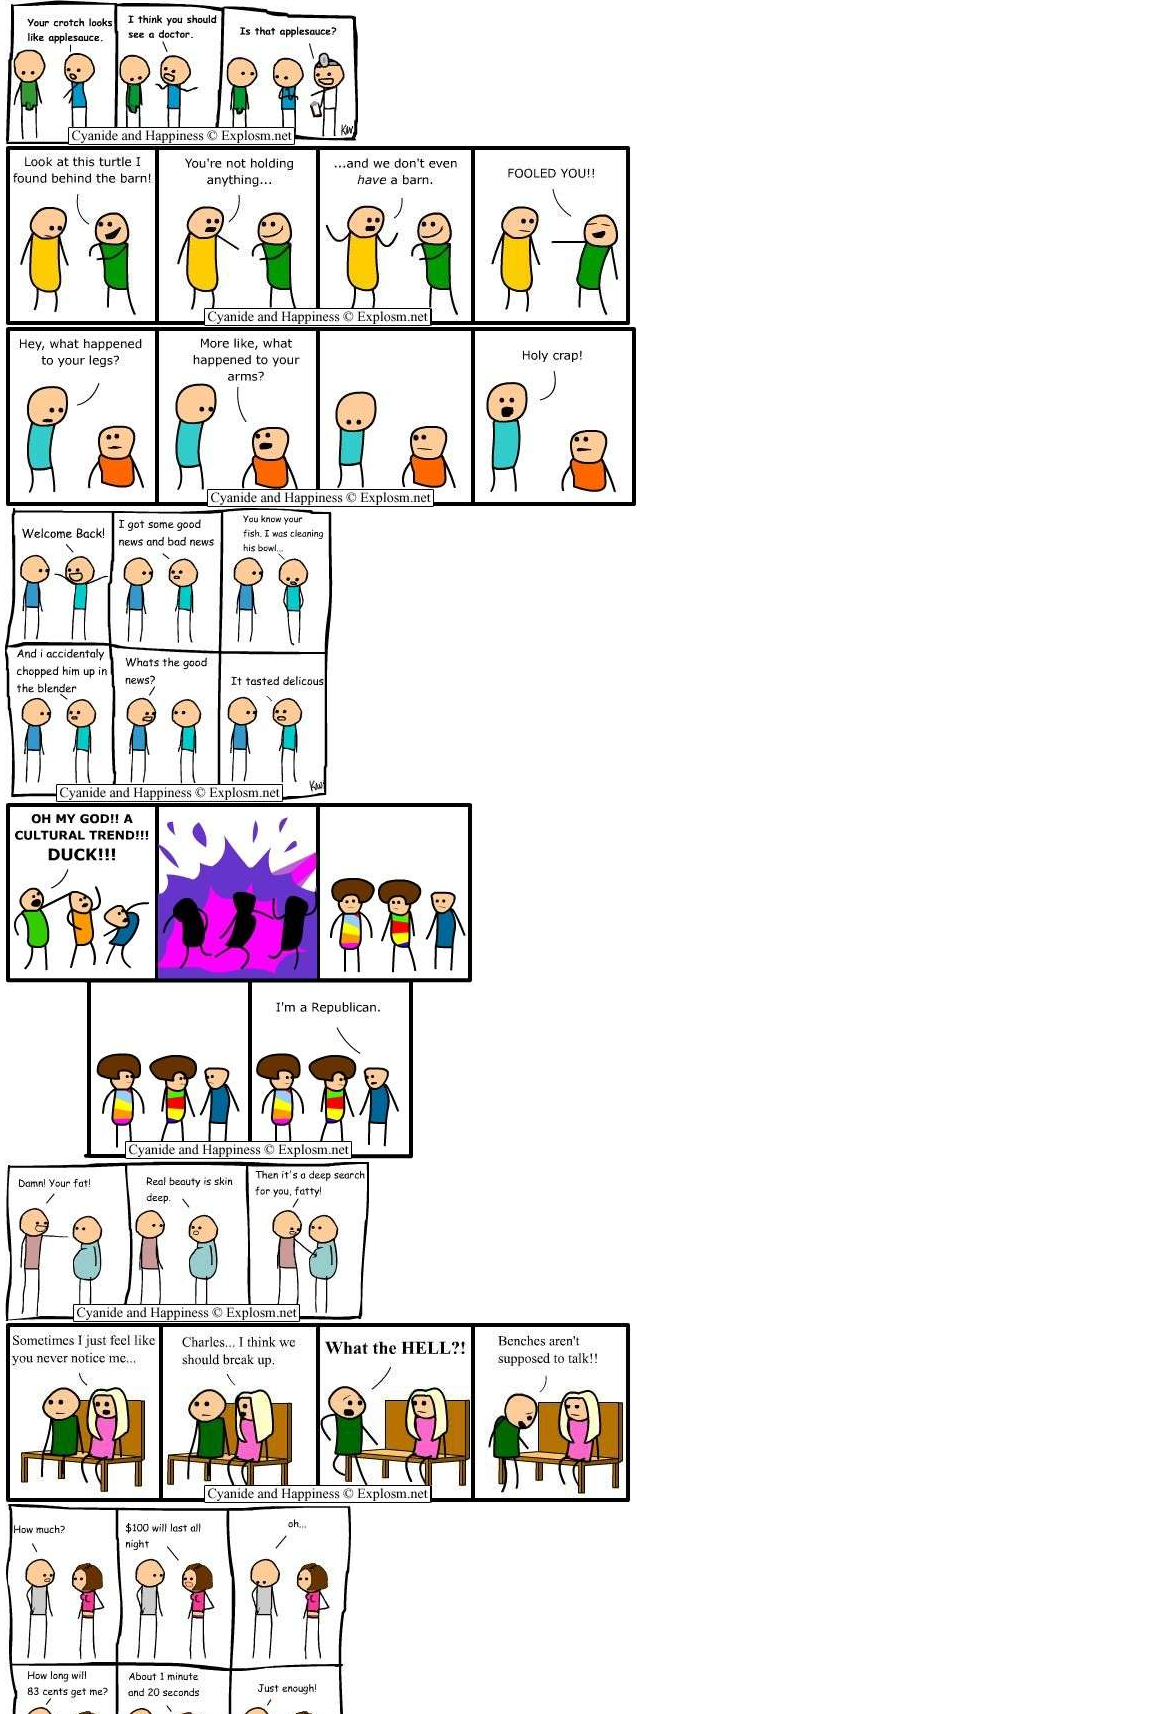 Your crotch looks
like applesauce.
I think you should
see a doctor.
Is that applesauce?
KW
Cyanide and Happiness © Explosm.net
Look at this turtle I
found behind the barn!
You're not holding
anything...
...and we don't even
have a barn.
FOOLED YOU!!
Cyanide and Happiness © Explosm.net
Hey, what happened
to your legs?
More like, what
happened to your
arms?
Holy crap!
Cyanide and Happiness © Explosm.net
Welcome Back!
I got some good
news and bad news
You know your
fish. I was cleaning
his bowl...
And i accidentaly
chopped him up in
the blender
Whats the good
news?
It tasted delicous
KW
Cyanide and Happiness © Explosm.net
OH MY GOD!! A
CULTURAL TREND!!!
DUCK!!!
I'm a Republican.
Cyanide and Happiness © Explosm.net
Damn! Your fat!
Real beauty is skin
deep.
Then it's a deep search
for you, fatty!
Cyanide and Happiness © Explosm.net
Sometimes I just feel like
you never notice me...
Charles... I think we
should break up.
What the HELL?!
Benches aren't
supposed to talk!!
Cyanide and Happiness © Explosm.net
How much?
$100 will last all
night
oh...
How long will
83 cents get me?
About 1 minute
and 20 seconds
Just enough!